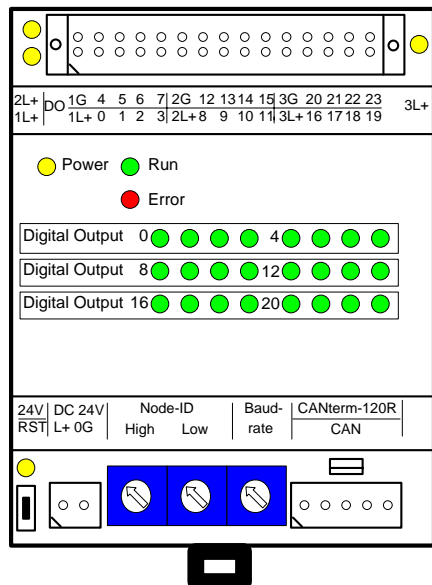 2L+ DO 1G 4 5 6 7 2G 12 13 14 15 3G 20 21 22 23 3L+
1L+ 1L+ 0 1 2 3 2L+ 8 9 10 11 3L+ 16 17 18 19
Power Run
Error
Digital Output 0 4
Digital Output 8 12
Digital Output 16 20
24V DC 24V Node-ID Baud- CANterm-120R
RST L+ 0G High Low rate CAN